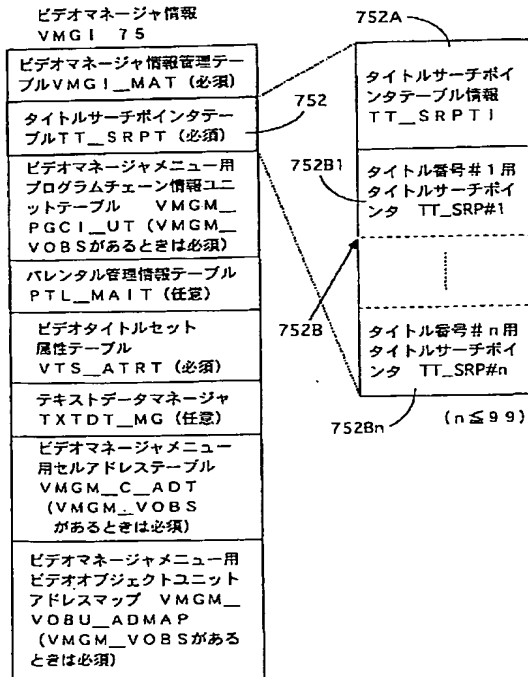 ビデオマネージャ情報
VMGI 75
ビデオマネージャ情報管理テー
ブルVMGI__MAT (必須)
タイトルサーチポインタテー
ブルTT__SRPT (必須)
ビデオマネージャメニュー用
プログラムチェーン情報ユニ
ットテーブル VMGM__
PGCI__UT (VMGM__
VOBSがあるときは必須)
パレンタル管理情報テーブル
PTL__MAIT (任意)
ビデオタイトルセット
属性テーブル
VTS__ATRT (必須)
テキストデータマネージャ
TXTDT__MG (任意)
ビデオマネージャメニュー
用セルアドレステーブル
VMGM__C__ADT
(VMGM__VOBS
があるときは必須)
ビデオマネージャメニュー用
ビデオオブジェクトユニット
アドレスマップ VMGM__
VOBU__ADMAP
(VMGM__VOBSがある
ときは必須)
752
752A
タイトルサーチポイ
ンタテーブル情報
TT__SRPTI
752B1
タイトル番号#1用
タイトルサーチポイ
ンタ TT_SRP#1
752B
タイトル番号#n用
タイトルサーチポイ
ンタ TT_SRP#n
752Bn
(n≦99)